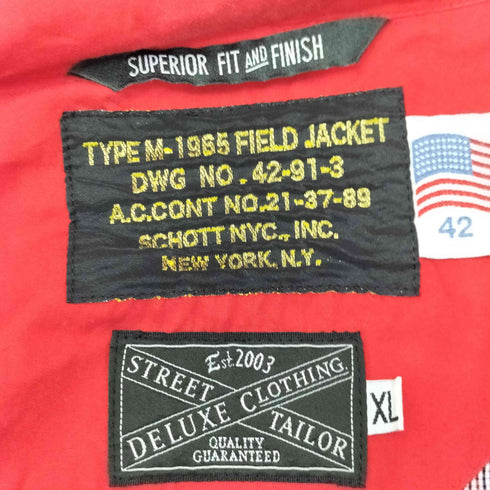 SUPERIOR FIT AND FINISH
TYPE M-1965 FIELD JACKET
DWG NO. 42-91-3
A.C.CONT NO.21-37-89
SCHOTT NYC., INC.
NEW YORK, N.Y.
42
Est.2003
STREET
DELUXE CLOTHING
TAILOR
QUALITY
GUARANTEED
XL